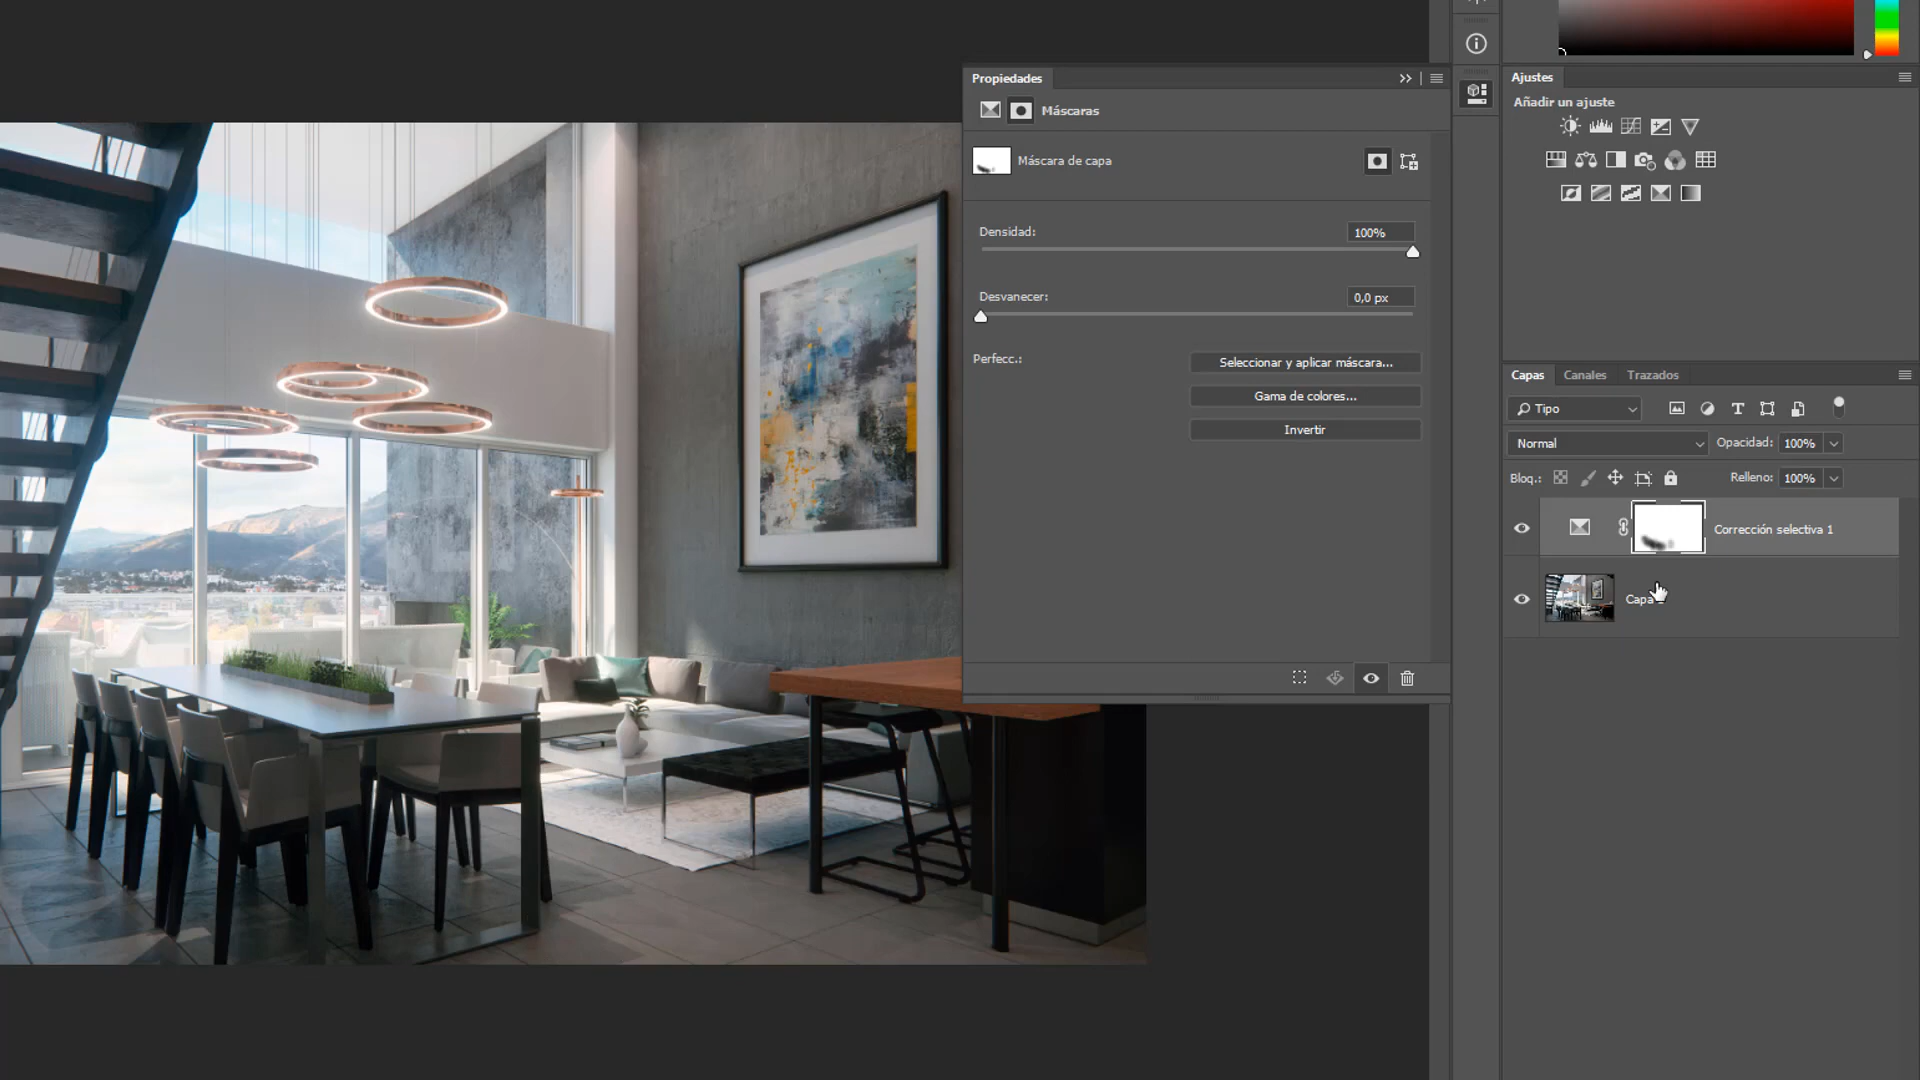 Propiedades
Máscaras
Máscara de capa
Densidad:
100%
Desvanecer:
0,0 px
Perfecc.:
Seleccionar y aplicar máscara...
Gama de colores...
Invertir
Ajustes
Añadir un ajuste
Capas
Canales
Trazados
Tipo
Normal
Opacidad:
100%
Bloq.:
Relleno:
100%
Corrección selectiva 1
Capa